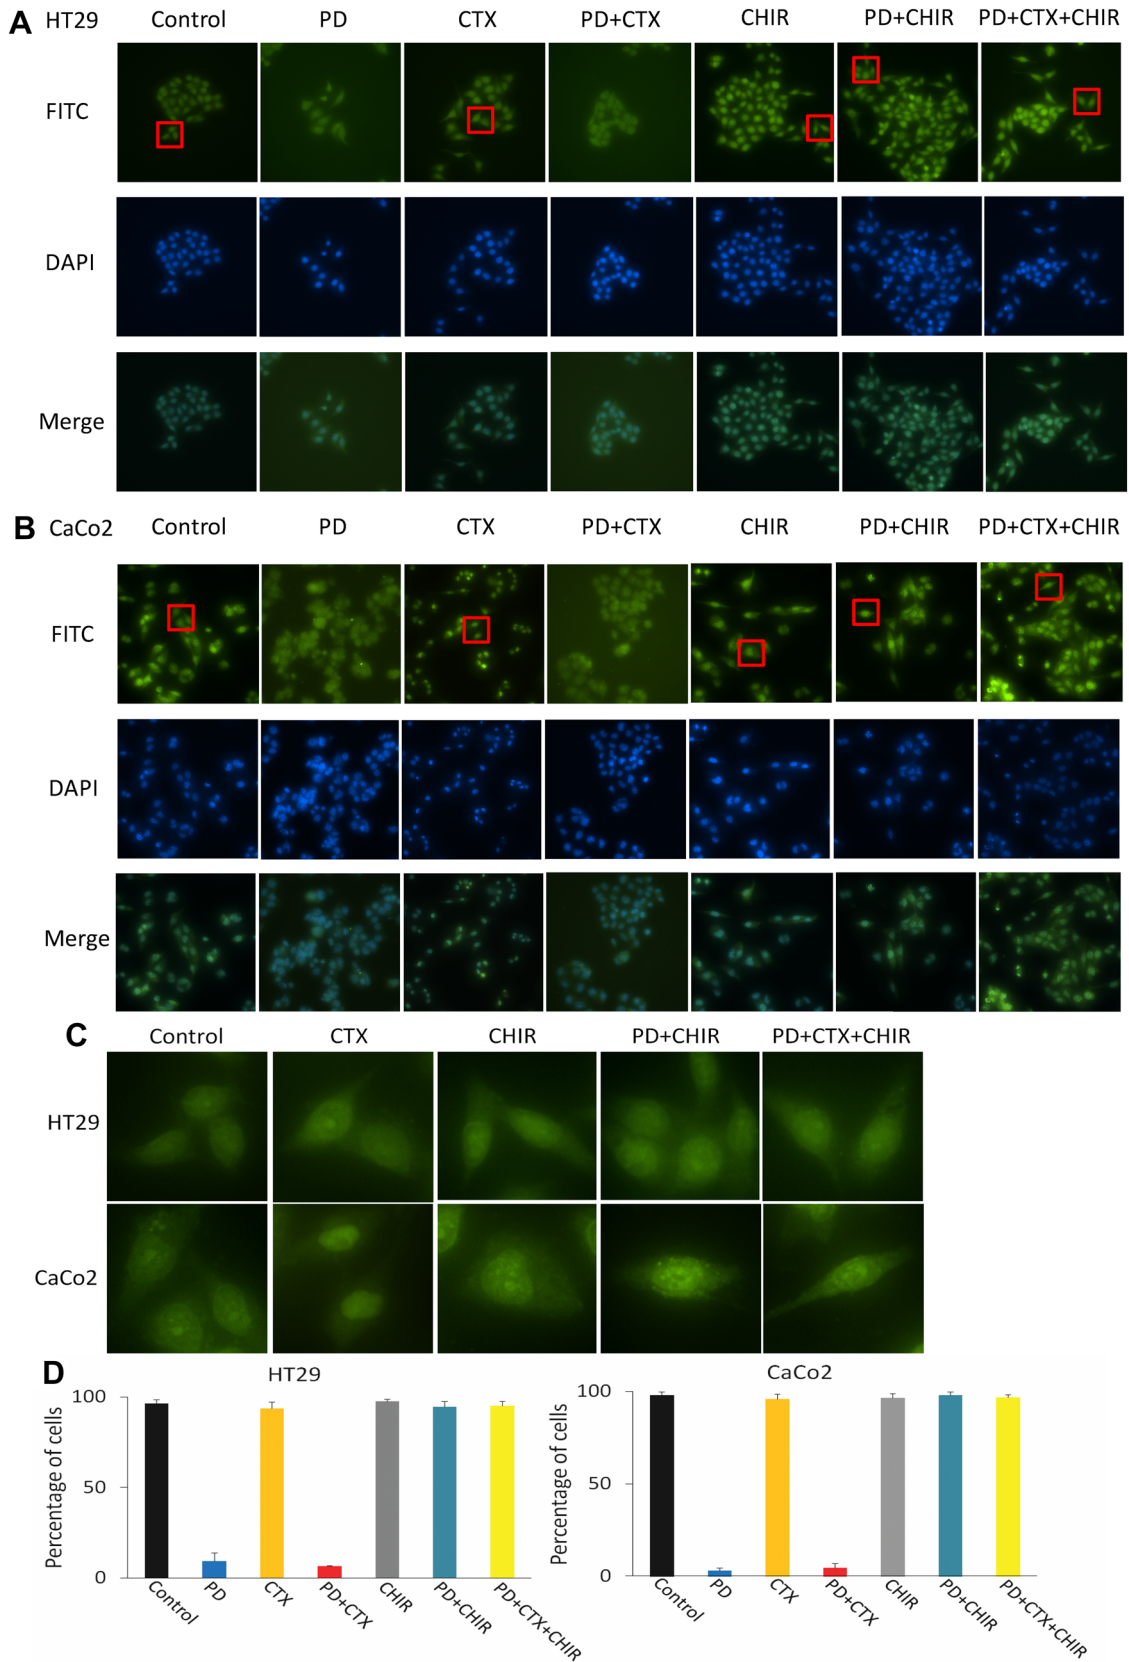 A HT29 Control PD CTX PD+CTX CHIR PD+CHIR PD+CTX+CHIR
FITC
DAPI
Merge
B CaCo2 Control PD CTX PD+CTX CHIR PD+CHIR PD+CTX+CHIR
FITC
DAPI
Merge
C Control CTX CHIR PD+CHIR PD+CTX+CHIR
HT29
CaCo2
D HT29
Percentage of cells
100
50
0
Control PD CTX PD+CTX CHIR PD+CHIR PD+CTX+CHIR
CaCo2
Percentage of cells
100
50
0
Control PD CTX PD+CTX CHIR PD+CHIR PD+CTX+CHIR